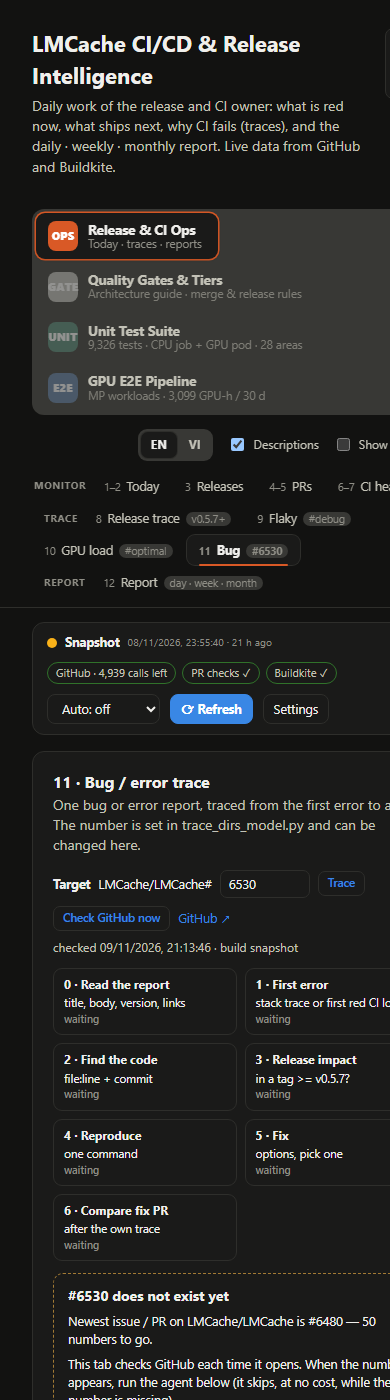 LMCache CI/CD & Release
Intelligence
Daily work of the release and CI owner: what is red
now, what ships next, why CI fails (traces), and the
daily · weekly · monthly report. Live data from GitHub
and Buildkite.
OPS Release & CI Ops
Today · traces · reports
GATE Quality Gates & Tiers
Architecture guide · merge & release rules
UNIT Unit Test Suite
9,326 tests · CPU job + GPU pod · 28 areas
E2E GPU E2E Pipeline
MP workloads · 3,099 GPU-h / 30 d
EN VI Descriptions Show
MONITOR 1–2 Today 3 Releases 4–5 PRs 6–7 CI
TRACE 8 Release trace v0.5.7+ 9 Flaky #debug
10 GPU load #optimal 11 Bug #6530
REPORT 12 Report day · week · month
Snapshot 08/11/2026, 23:55:40 · 21 h ago
GitHub · 4,939 calls left PR checks ✓ Buildkite ✓
Auto: off ⟳ Refresh Settings
11 · Bug / error trace
One bug or error report, traced from the first error to
The number is set in trace_dirs_model.py and can be
changed here.
Target LMCache/LMCache# 6530 Trace
Check GitHub now GitHub ↗
checked 09/11/2026, 21:13:46 · build snapshot
0 · Read the report
title, body, version, links
waiting
1 · First error
stack trace or first red CI
waiting
2 · Find the code
file:line + commit
waiting
3 · Release impact
in a tag >= v0.5.7?
waiting
4 · Reproduce
one command
waiting
5 · Fix
options, pick one
waiting
6 · Compare fix PR
after the own trace
waiting
#6530 does not exist yet
Newest issue / PR on LMCache/LMCache is #6480 — 50
numbers to go.
This tab checks GitHub each time it opens. When the
appears, run the agent below (it skips, at no cost, while
number is missing)